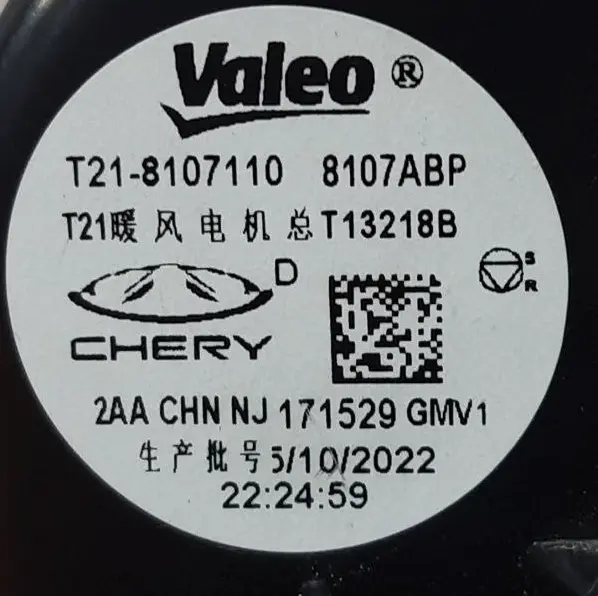 Valeo ®
T21-8107110 8107ABP
T21暖风电机总T13218B
D
S
R
CHERY
2AA CHN NJ 171529 GMV1
生产批号5/10/2022
22:24:59